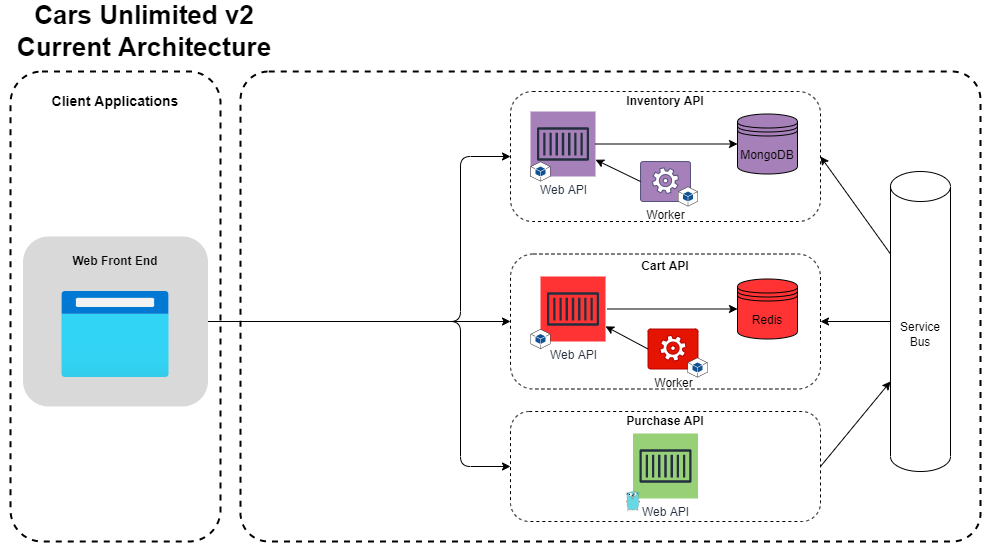 Cars Unlimited v2
Current Architecture
Client Applications
Web Front End
Inventory API
Web API
Worker
MongoDB
Cart API
Web API
Worker
Redis
Purchase API
Web API
Service
Bus